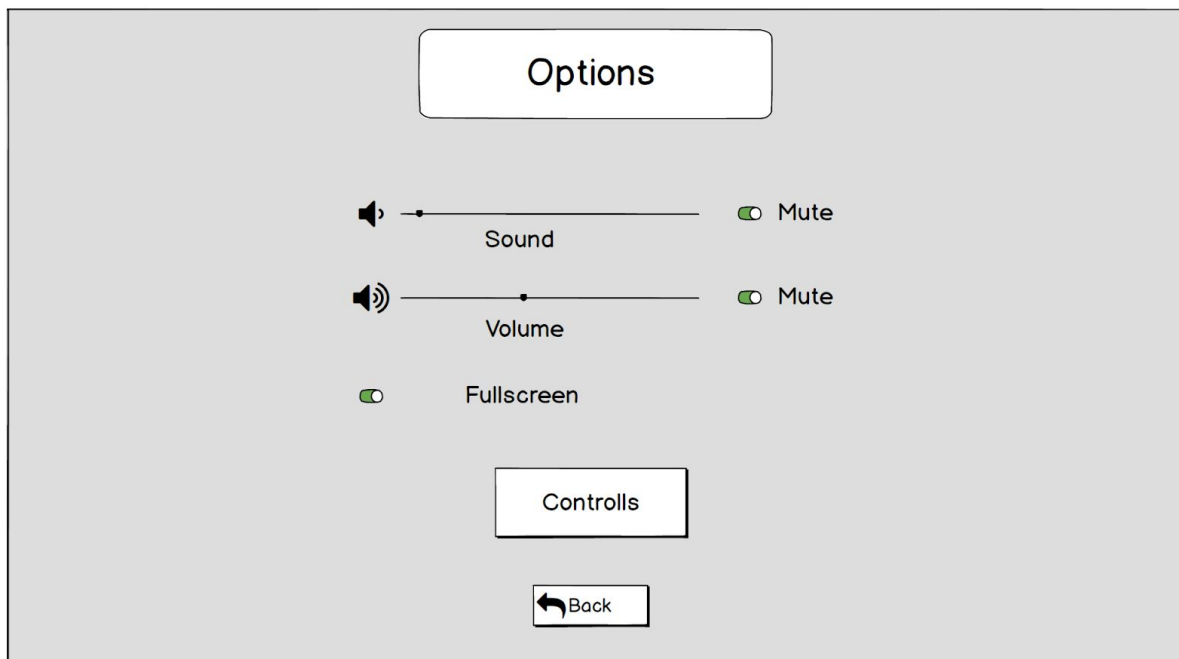 Options
Mute
Sound
Mute
Volume
Fullscreen
Controlls
Back